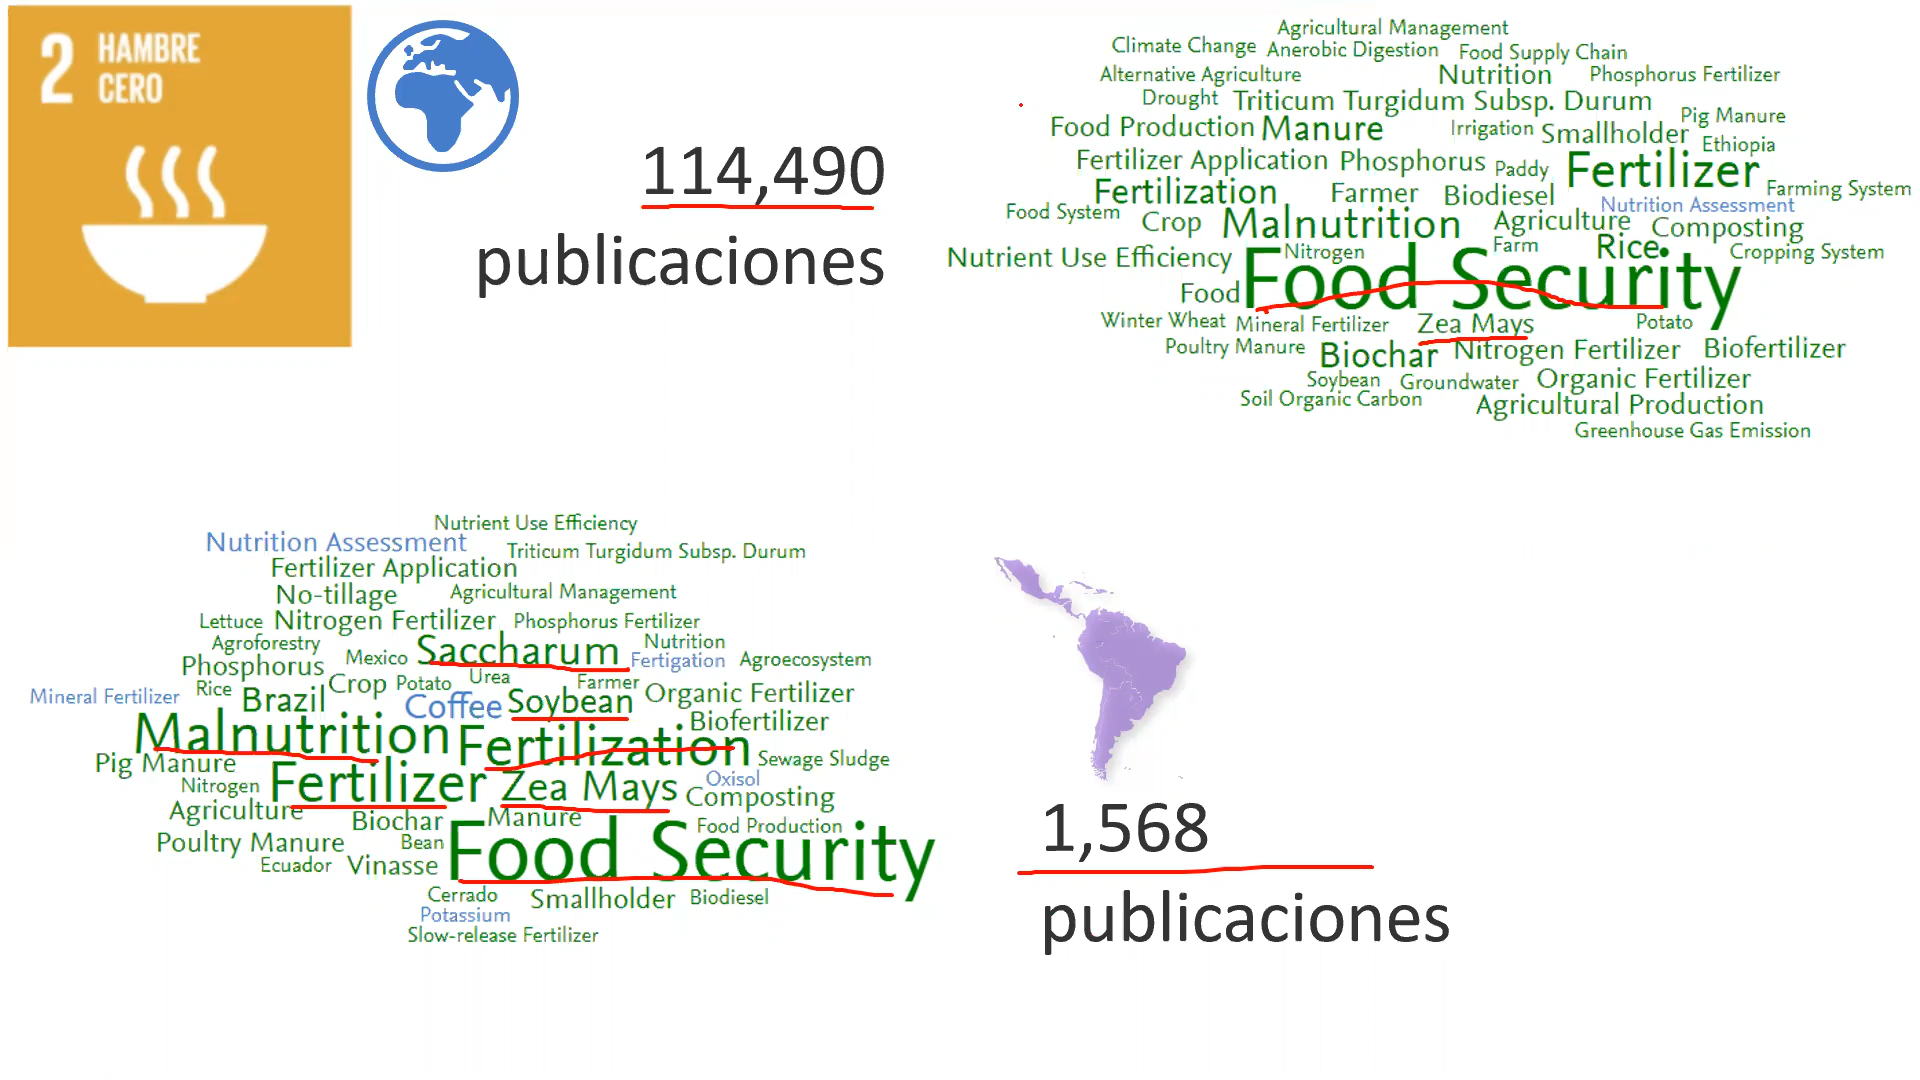 2 HAMBRE
CERO
114,490
publicaciones
Agricultural Management
Climate Change Anerobic Digestion Food Supply Chain
Alternative Agriculture Nutrition Phosphorus Fertilizer
Drought Triticum Turgidum Subsp. Durum Pig Manure
Food Production Manure Irrigation Smallholder Ethiopia
Fertilizer Application Phosphorus Paddy Fertilizer Farming System
Fertilization Farmer Biodiesel Nutrition Assessment
Food System Crop Malnutrition Agriculture Composting
Nutrient Use Efficiency Nitrogen Farm Rice Cropping System
Food Food Security
Winter Wheat Mineral Fertilizer Zea Mays Potato
Poultry Manure Biochar Nitrogen Fertilizer Biofertilizer
Soybean Groundwater Organic Fertilizer
Soil Organic Carbon Agricultural Production
Greenhouse Gas Emission
Nutrient Use Efficiency
Nutrition Assessment Triticum Turgidum Subsp. Durum
Fertilizer Application
No-tillage Agricultural Management
Lettuce Nitrogen Fertilizer Phosphorus Fertilizer
Agroforestry Saccharum Nutrition
Phosphorus Mexico Fertigation Agroecosystem
Rice Crop Potato Urea Farmer Organic Fertilizer
Mineral Fertilizer Brazil Coffee Soybean Biofertilizer
Malnutrition Fertilization Sewage Sludge
Pig Manure Nitrogen Fertilizer Zea Mays Oxisol
Agriculture Composting
Biochar Manure Food Production
Poultry Manure Bean Food Security
Ecuador Vinasse
Cerrado Smallholder Biodiesel
Potassium
Slow-release Fertilizer
1,568
publicaciones